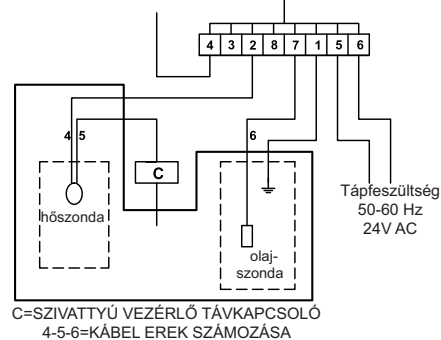 4 3 2 8 7 1 5 6
4 5
6
C
hőszonda
olaj-
szonda
Tápfeszültség
50-60 Hz
24V AC
C=SZIVATTYÚ VEZÉRLŐ TÁVKAPCSOLÓ
4-5-6=KÁBEL EREK SZÁMOZÁSA